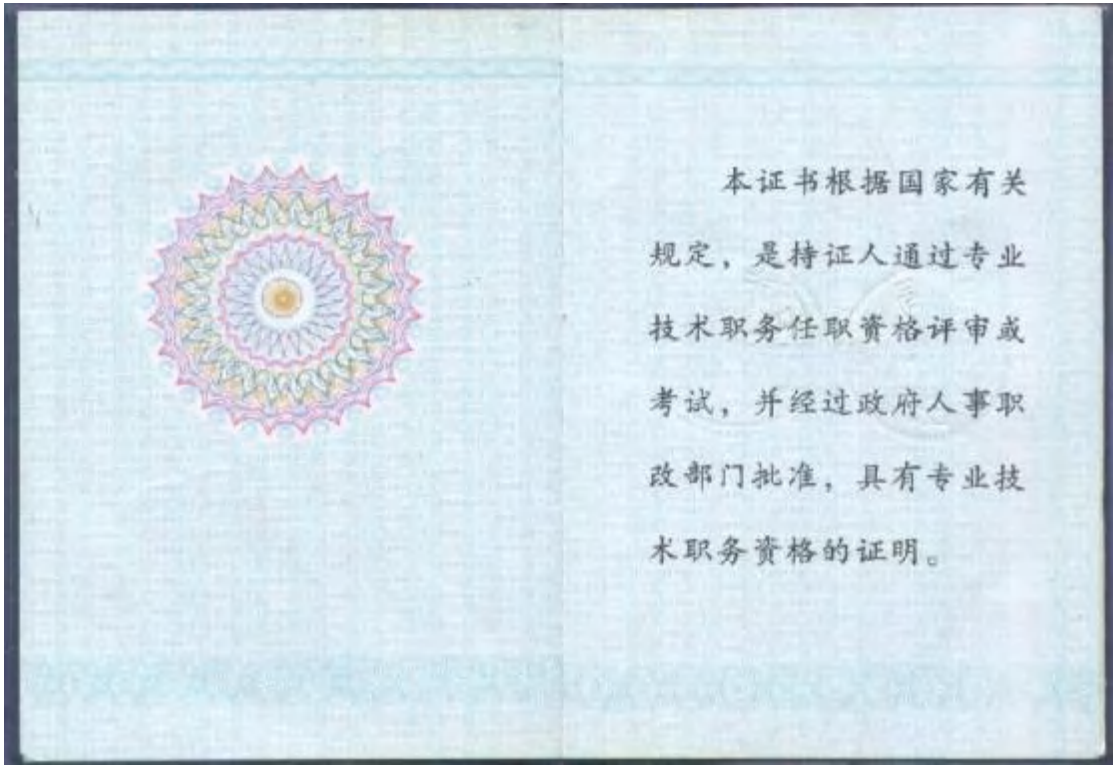 本证书根据国家有关
规定，是持证人通过专业
技术职务任职资格评审或
考试，并经过政府人事职
改部门批准，具有专业技
术职务资格的证明。